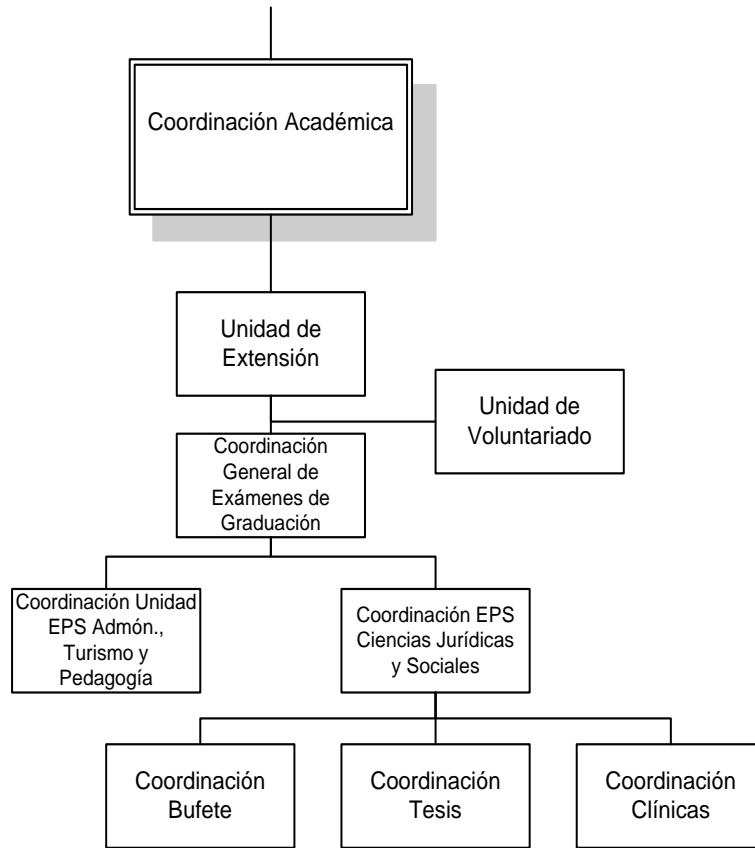 Coordinación Académica
Unidad de
Extensión
Unidad de
Voluntariado
Coordinación
General de
Exámenes de
Graduación
Coordinación Unidad
EPS Admón.,
Turismo y
Pedagogía
Coordinación EPS
Ciencias Jurídicas
y Sociales
Coordinación
Bufete
Coordinación
Tesis
Coordinación
Clínicas